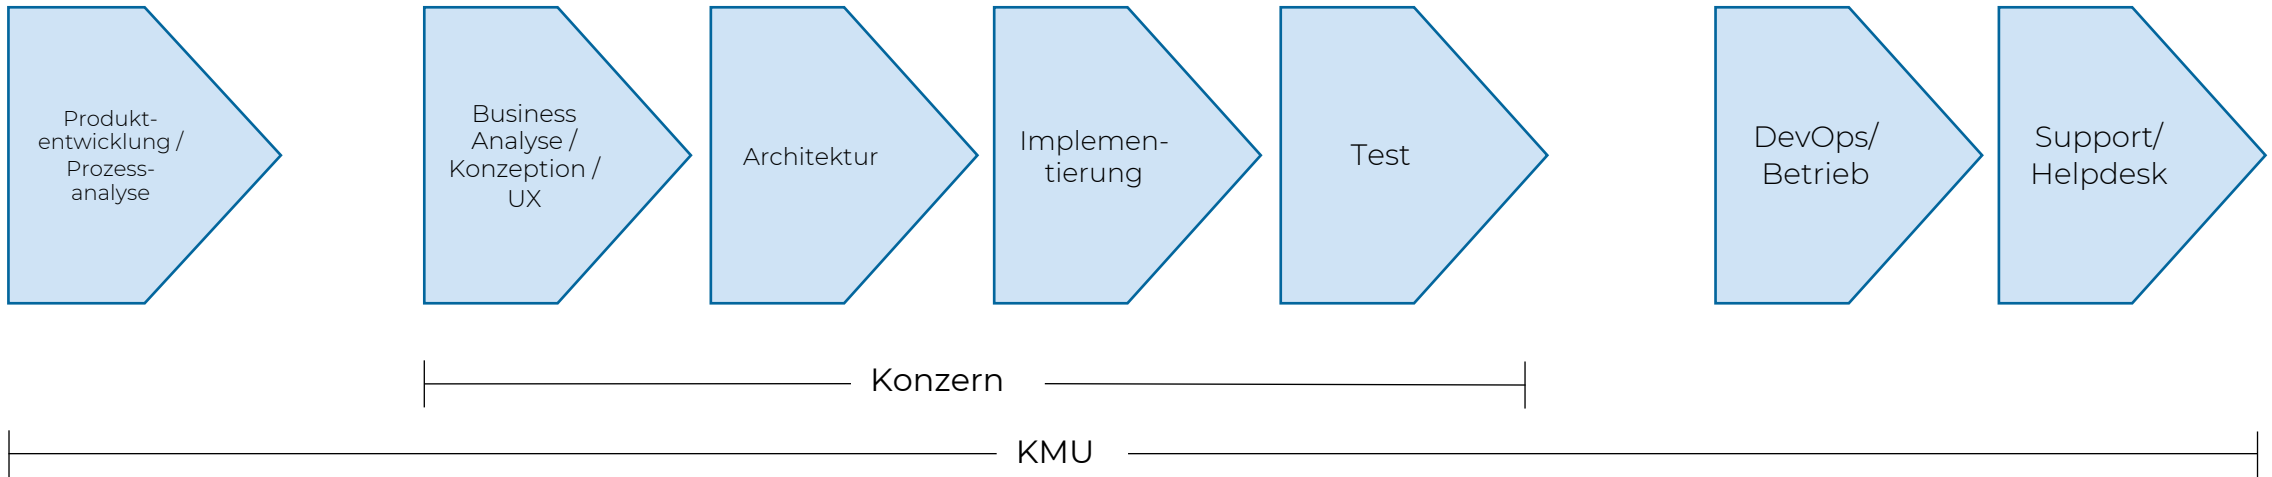 Produkt-
entwicklung /
Prozess-
analyse
Business
Analyse /
Konzeption /
UX
Architektur
Implemen-
tierung
Test
DevOps/
Betrieb
Support/
Helpdesk
Konzern
KMU